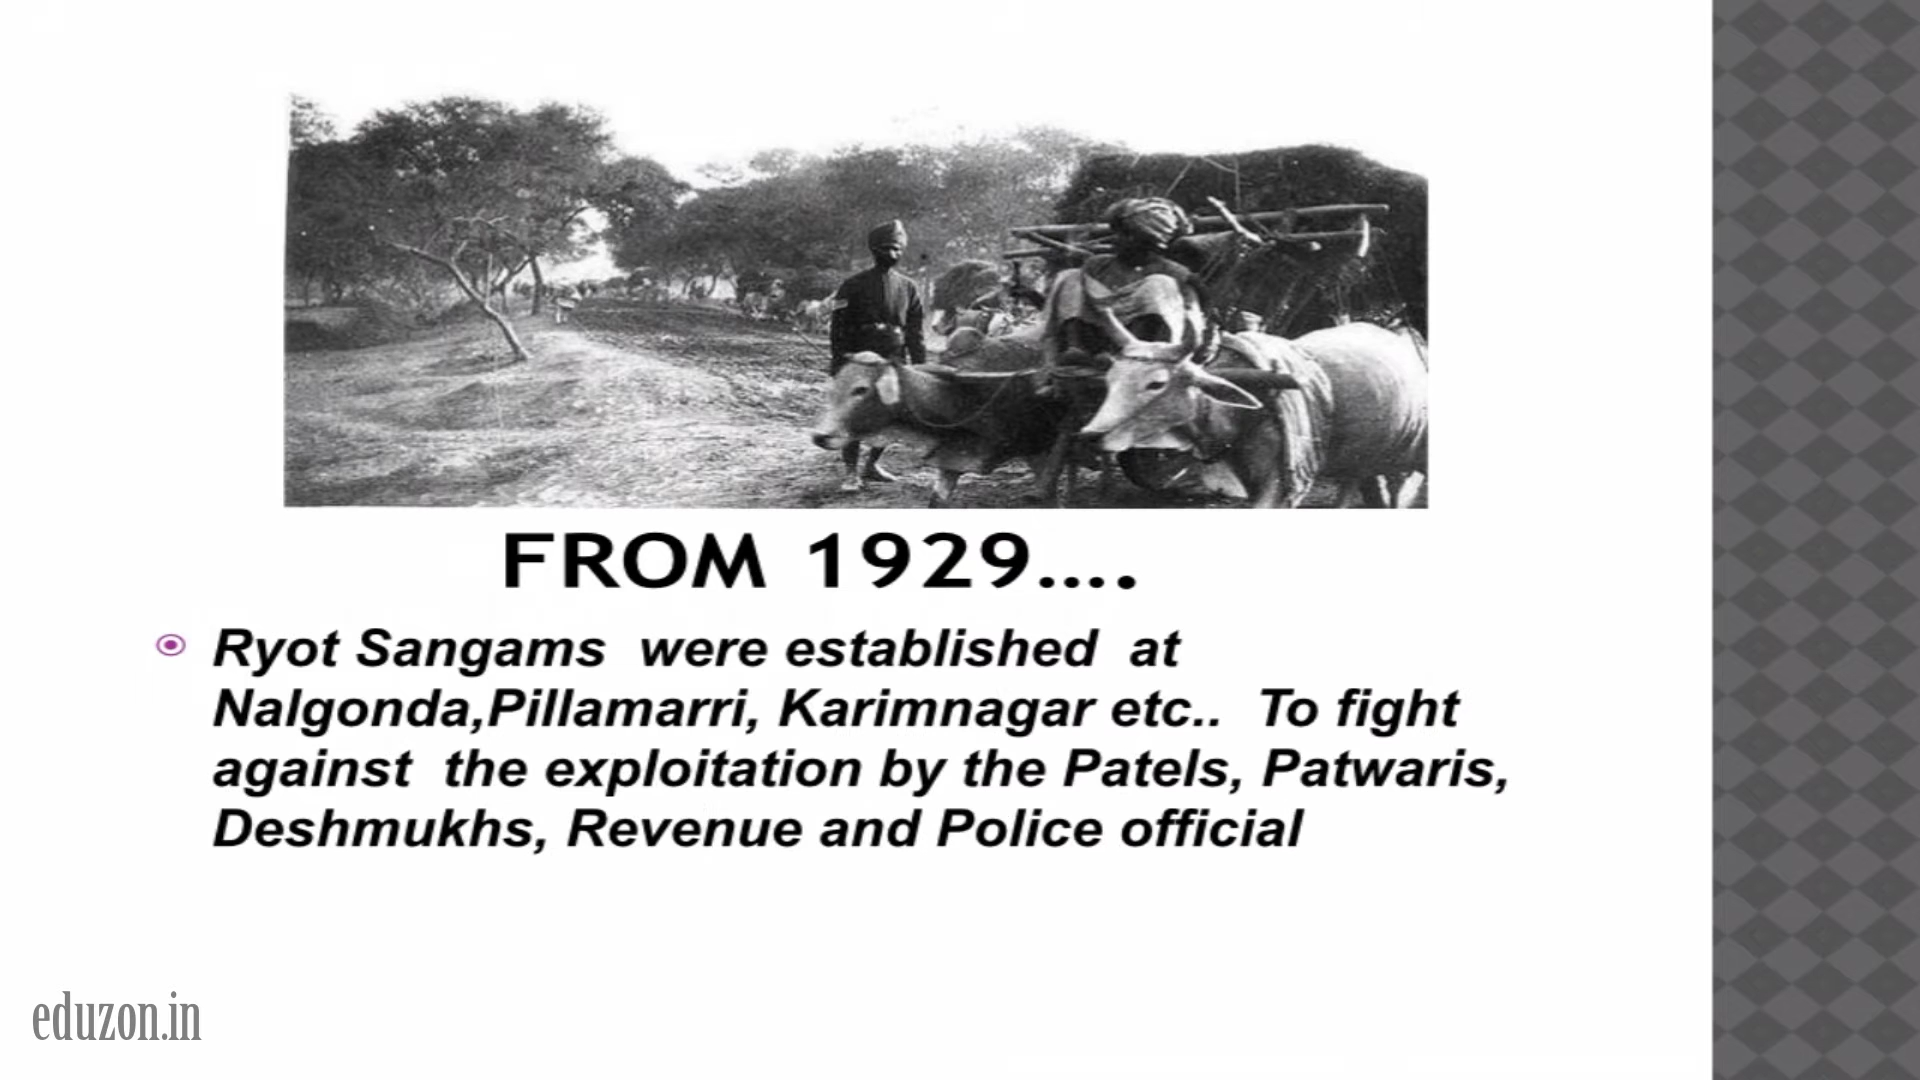 FROM 1929....
Ryot Sangams were established at
Nalgonda,Pillamarri, Karimnagar etc.. To fight
against the exploitation by the Patels, Patwaris,
Deshmukhs, Revenue and Police official
eduzon.in